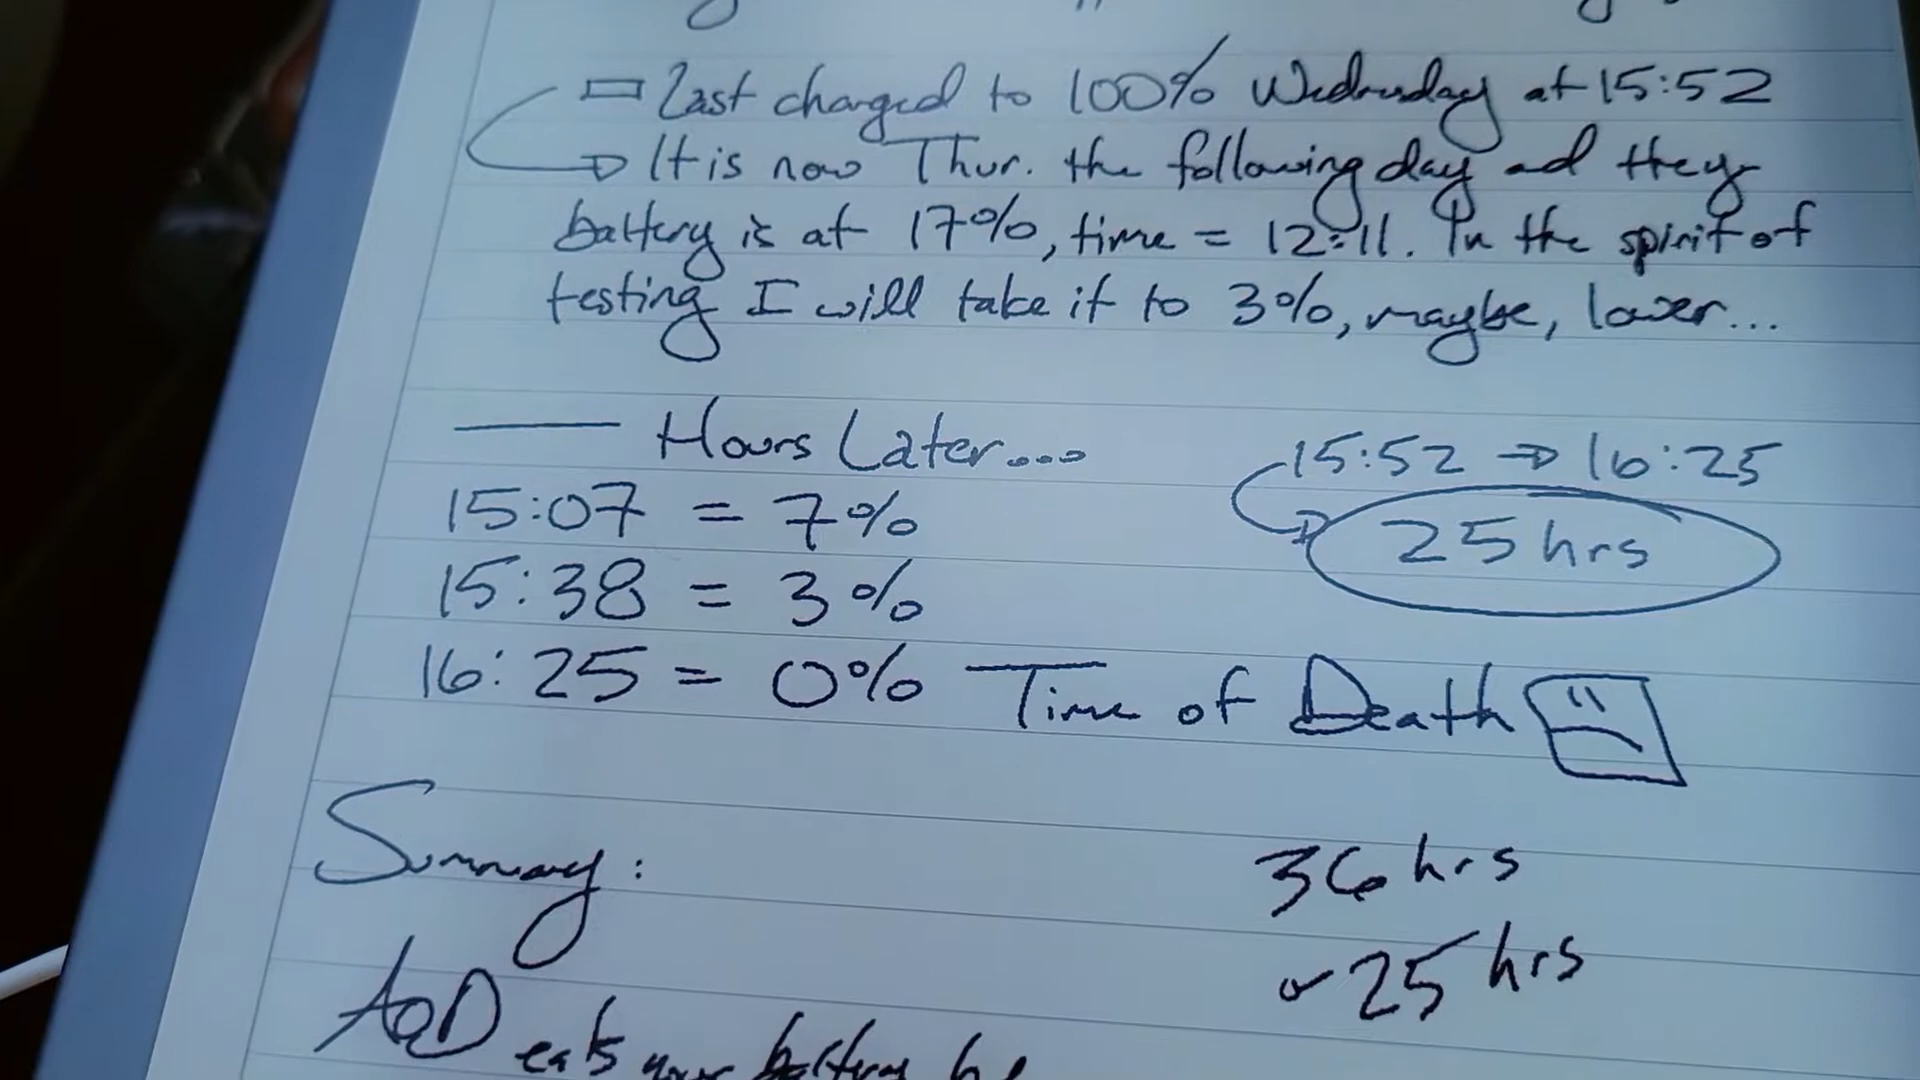 Last charged to 100% Wednesday at 15:52
It is now Thur. the following day and they
battery is at 17%, time = 12:11. In the spirit of
testing I will take it to 3%, maybe, lower...
Hours Later...
15:52 → 16:25
15:07 = 7%
25 hrs
15:38 = 3%
16:25 = 0% Time of Death
Summary:
36 hrs
~25 hrs
AOD eats your battery